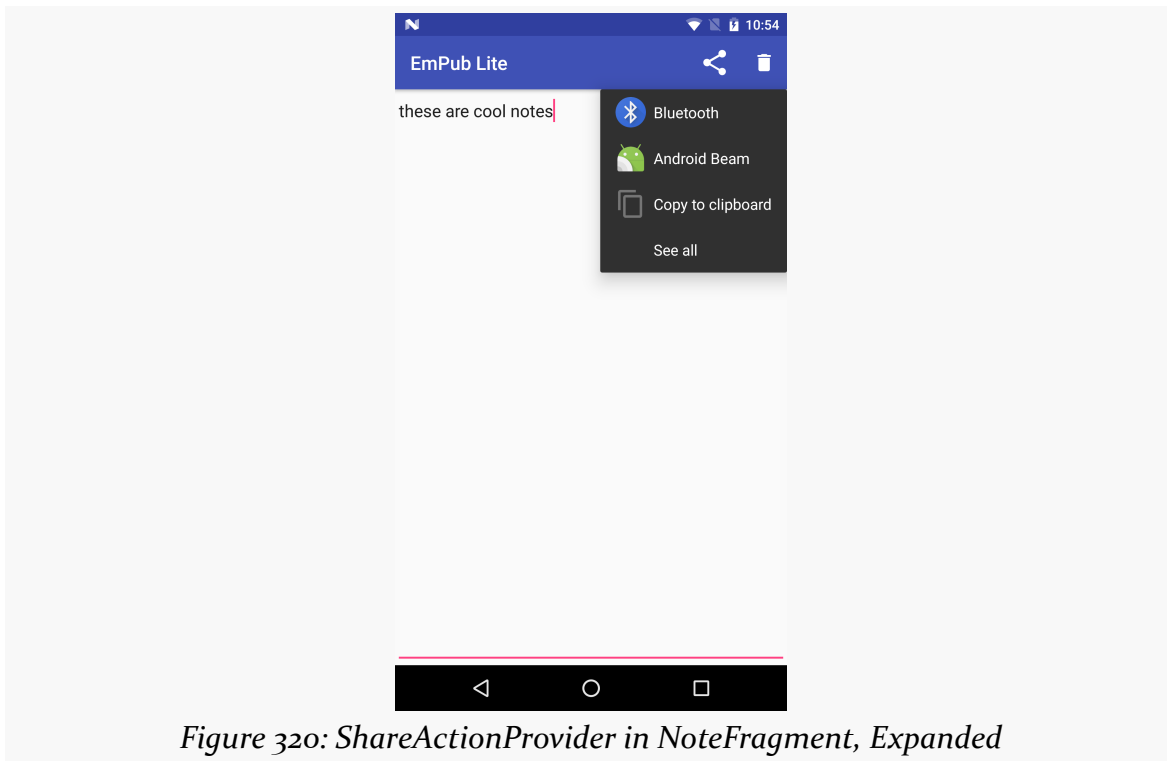 10:54
EmPub Lite
these are cool notes
Bluetooth
Android Beam
Copy to clipboard
See all
Figure 320: ShareActionProvider in NoteFragment, Expanded